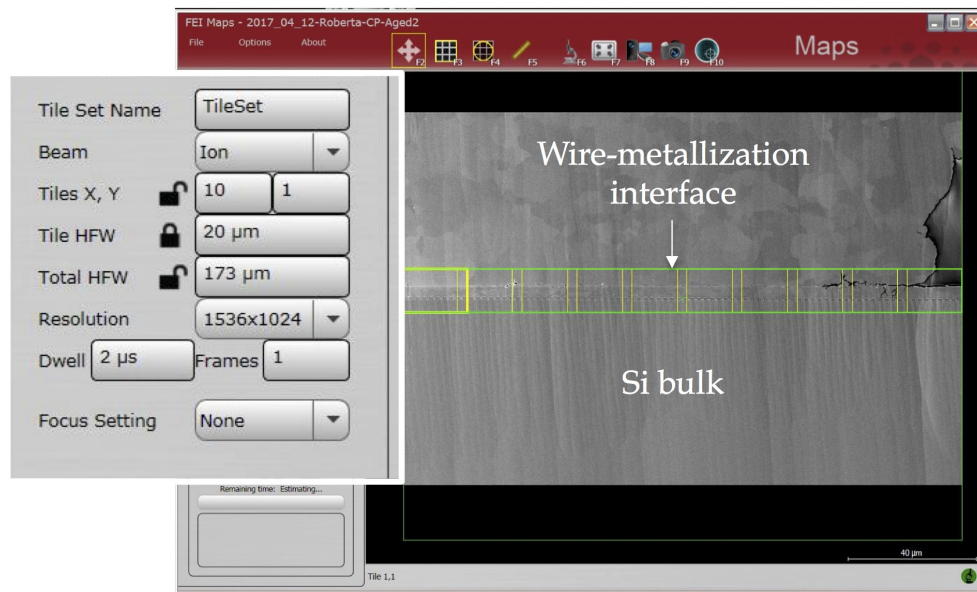 FEI Maps - 2017_04_12-Roberta-CP-Aged2
File Options About
F2 F3 F4 F5 F6 F7 F8 F9 F10
Maps
Tile Set Name TileSet
Beam Ion
Tiles X, Y 10 1
Tile HFW 20 µm
Total HFW 173 µm
Resolution 1536x1024
Dwell 2 µs Frames 1
Focus Setting None
Wire-metallization
interface
Si bulk
Remaining time: Estimating...
40 µm
Tile 1,1